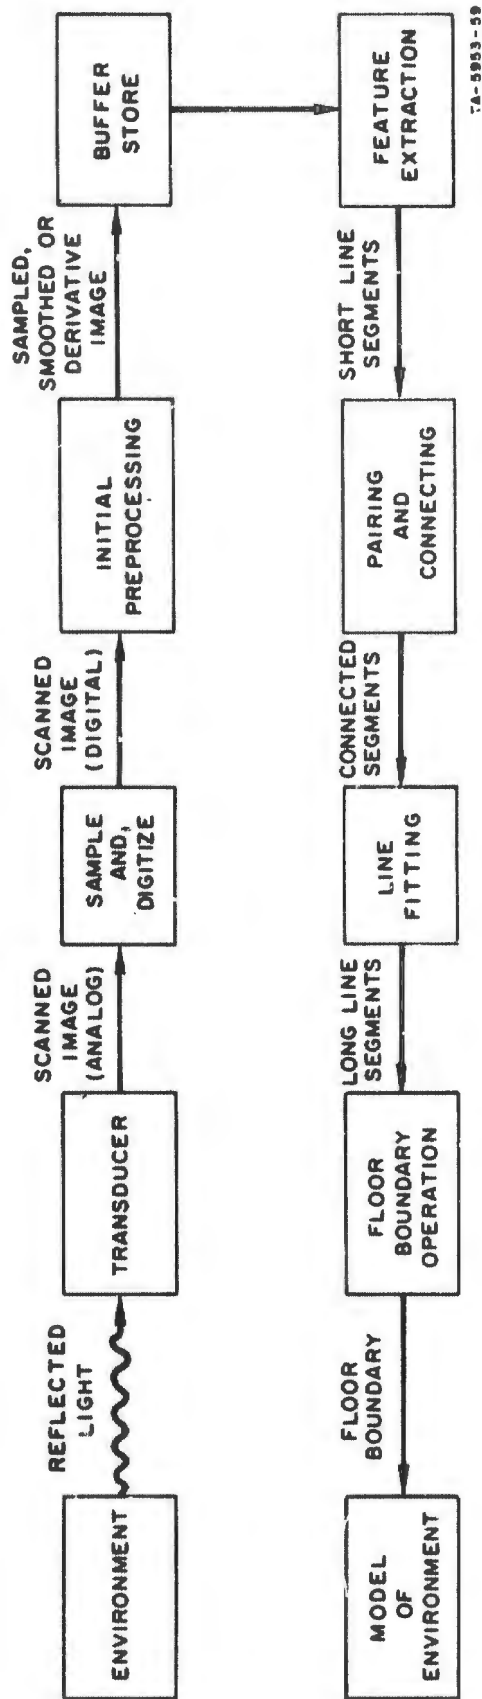 ENVIRONMENT
REFLECTED
LIGHT
TRANSDUCER
SCANNED
IMAGE
(ANALOG)
SAMPLE
AND,
DIGITIZE
SCANNED
IMAGE
(DIGITAL)
INITIAL
PREPROCESSING
SAMPLED,
SMOOTHED OR
DERIVATIVE
IMAGE
BUFFER
STORE
FEATURE
EXTRACTION
SHORT LINE
SEGMENTS
PAIRING
AND
CONNECTING
CONNECTED
SEGMENTS
LINE
FITTING
LONG LINE
SEGMENTS
FLOOR
BOUNDARY
OPERATION
FLOOR
BOUNDARY
MODEL
OF
ENVIRONMENT
TA-5953-59